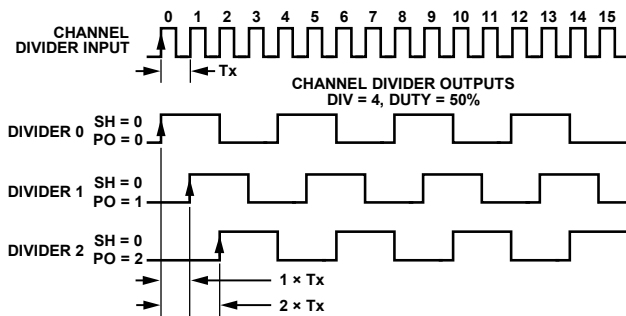 0 1 2 3 4 5 6 7 8 9 10 11 12 13 14 15
CHANNEL
DIVIDER INPUT
Tx
CHANNEL DIVIDER OUTPUTS
DIV = 4, DUTY = 50%
DIVIDER 0
SH = 0
PO = 0
DIVIDER 1
SH = 0
PO = 1
DIVIDER 2
SH = 0
PO = 2
1 × Tx
2 × Tx